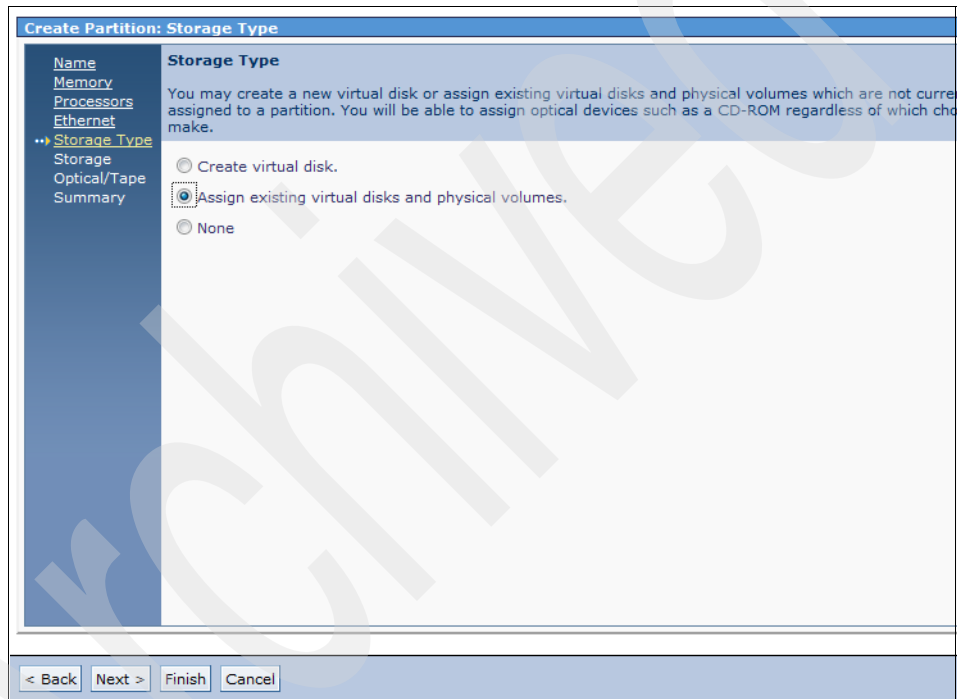 Create Partition: Storage Type
Name
Memory
Processors
Ethernet
Storage Type
Storage
Optical/Tape
Summary
Storage Type
You may create a new virtual disk or assign existing virtual disks and physical volumes which are not curre
assigned to a partition. You will be able to assign optical devices such as a CD-ROM regardless of which cho
make.
Create virtual disk.
Assign existing virtual disks and physical volumes.
None
< Back
Next >
Finish
Cancel
rchived